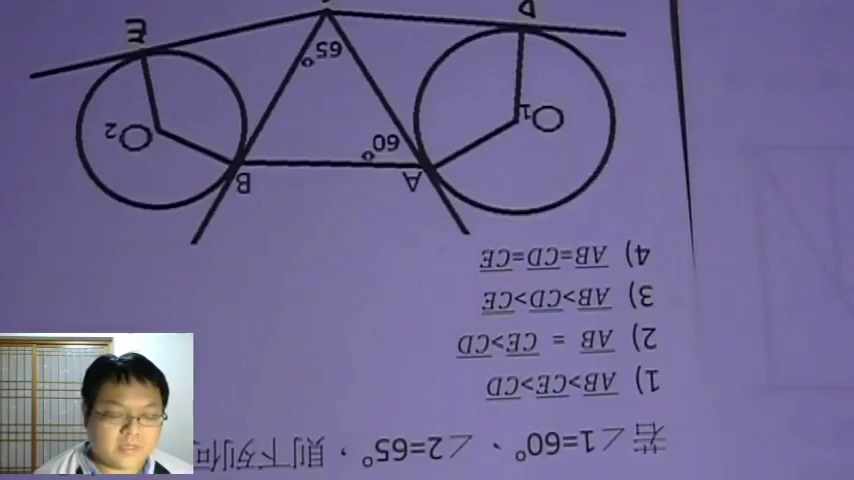 若∠1=60°、∠2=65°,則下列何
1) AB>CE>CD
2) AB = CE>CD
3) AB<CD<CE
4) AB=CD=CE
A
B
60°
O1
O2
65°
D
E